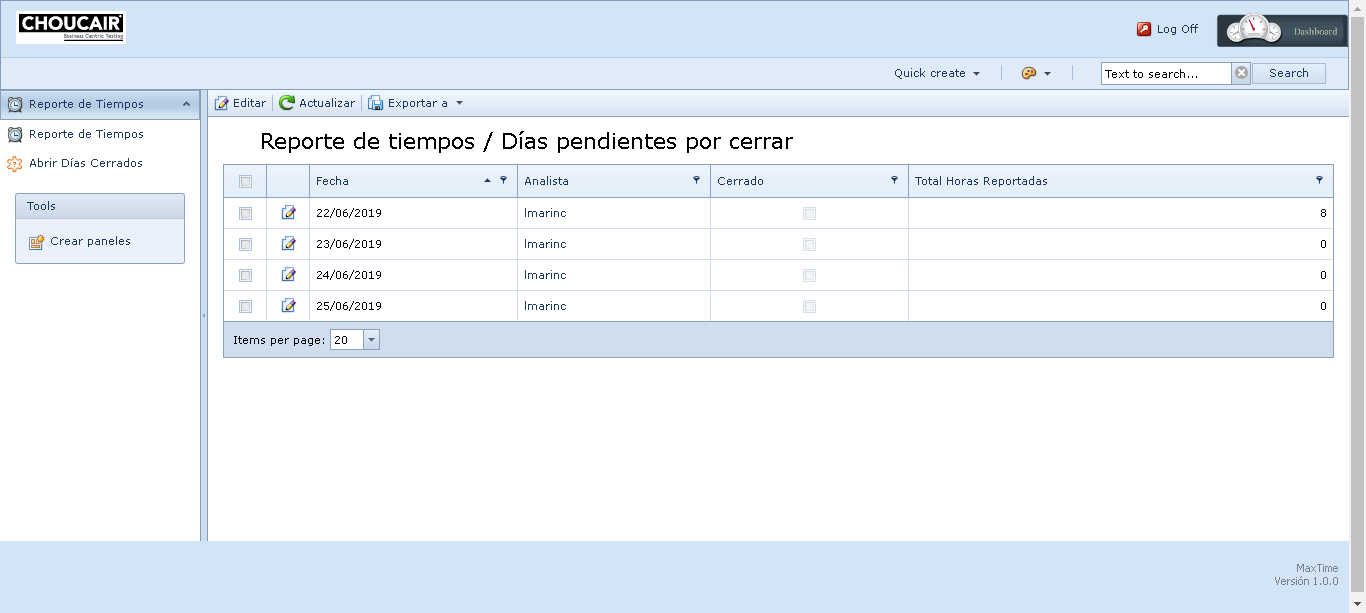 CHOUCAIR
Business Centric Testing
Log Off
Dashboard
Quick create
Text to search...
Search
Reporte de Tiempos
Reporte de Tiempos
Abrir Días Cerrados
Tools
Crear paneles
Editar Actualizar Exportar a
Reporte de tiempos / Días pendientes por cerrar
Fecha Analista Cerrado Total Horas Reportadas
22/06/2019 lmarinc 8
23/06/2019 lmarinc 0
24/06/2019 lmarinc 0
25/06/2019 lmarinc 0
Items per page: 20
MaxTime
Versión 1.0.0